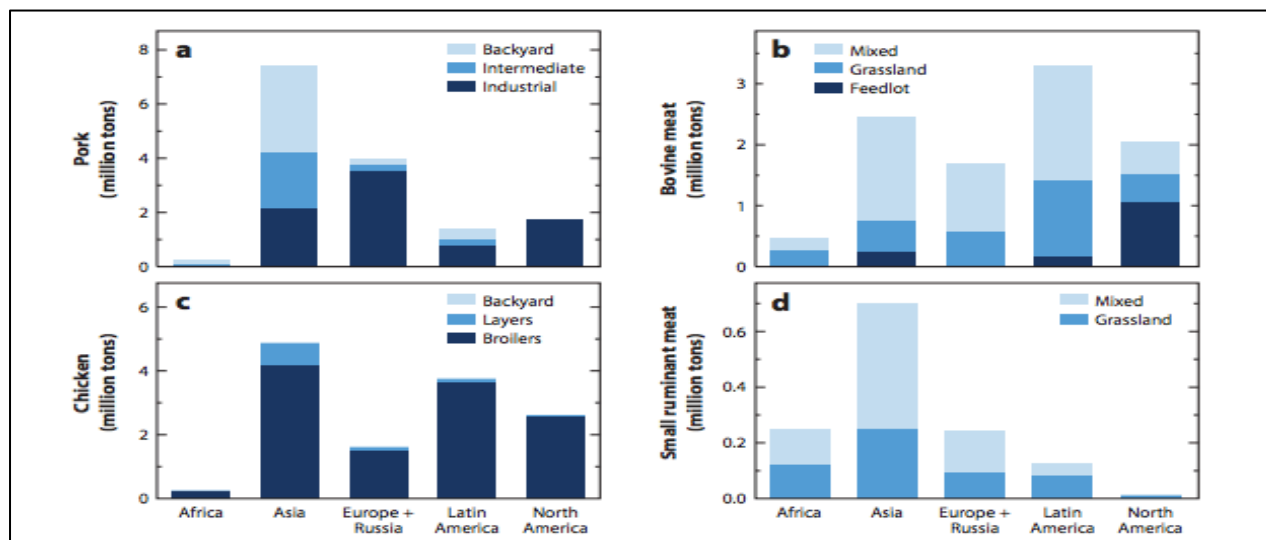 a
Backyard
Intermediate
Industrial
Pork
(million tons)
8
6
4
2
0
b
Mixed
Grassland
Feedlot
Bovine meat
(million tons)
3
2
1
0
c
Backyard
Layers
Broilers
Chicken
(million tons)
6
4
2
0
Africa
Asia
Europe +
Russia
Latin
America
North
America
d
Mixed
Grassland
Small ruminant meat
(million tons)
0.6
0.4
0.2
0.0
Africa
Asia
Europe +
Russia
Latin
America
North
America